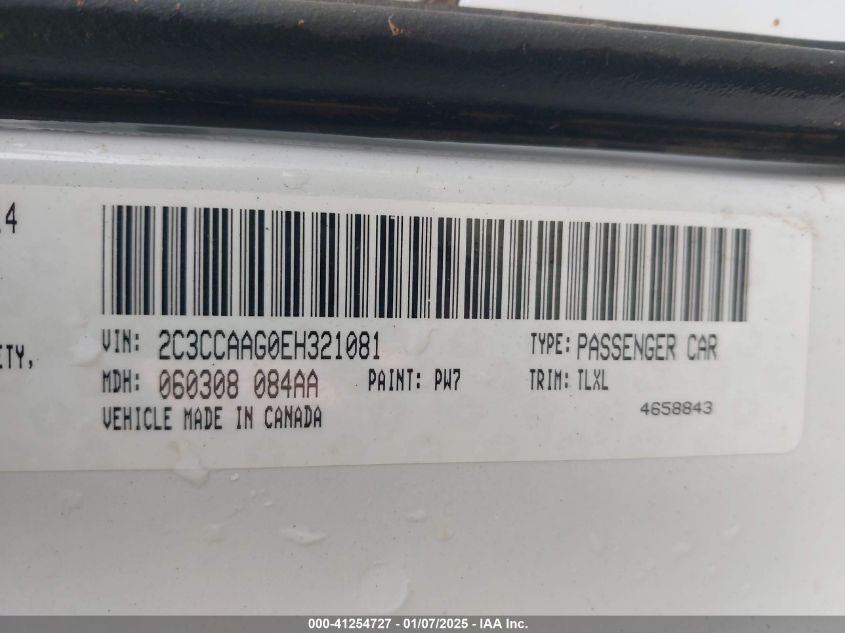 .4
ETY,
VIN: 2C3CCAAG0EH321081 TYPE: PASSENGER CAR
MDH: 060308 084AA PAINT: PW7 TRIM: TLXL
VEHICLE MADE IN CANADA 4658843
000-41254727 - 01/07/2025 - IAA Inc.